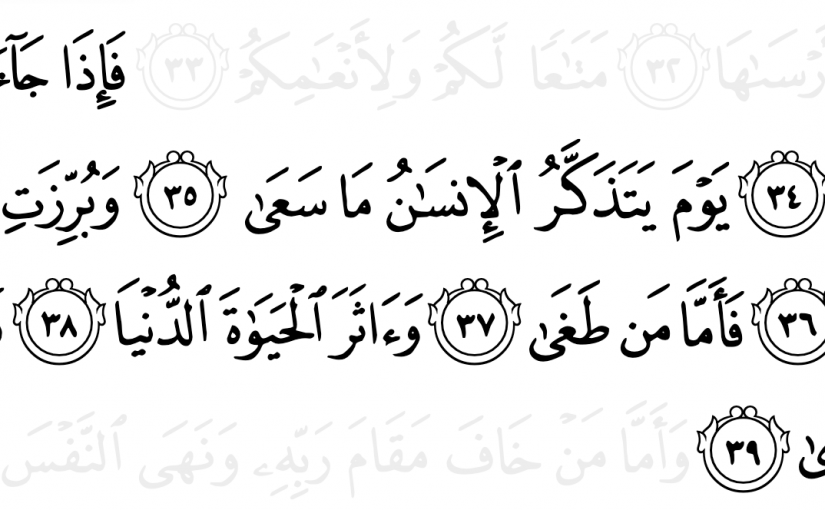 ۭا ۝٣٢ مَتَٰعًا لَّكُمۡ وَلِأَنۡعَٰمِكُمۡ ۝٣٣ فَإِذَا
۝٣٤ يَوۡمَ يَتَذَكَّرُ ٱلۡإِنسَٰنُ مَا سَعَىٰ ۝٣٥ وَبُرِّزَتِ
۝٣٦ فَأَمَّا مَن طَغَىٰ ۝٣٧ وَءَاثَرَ ٱلۡحَيَوٰةَ ٱلدُّنۡيَا ۝٣٨
۝٣٩ وَأَمَّا مَنۡ خَافَ مَقَامَ رَبِّهِۦ وَنَهَى ٱلنَّفۡسَ